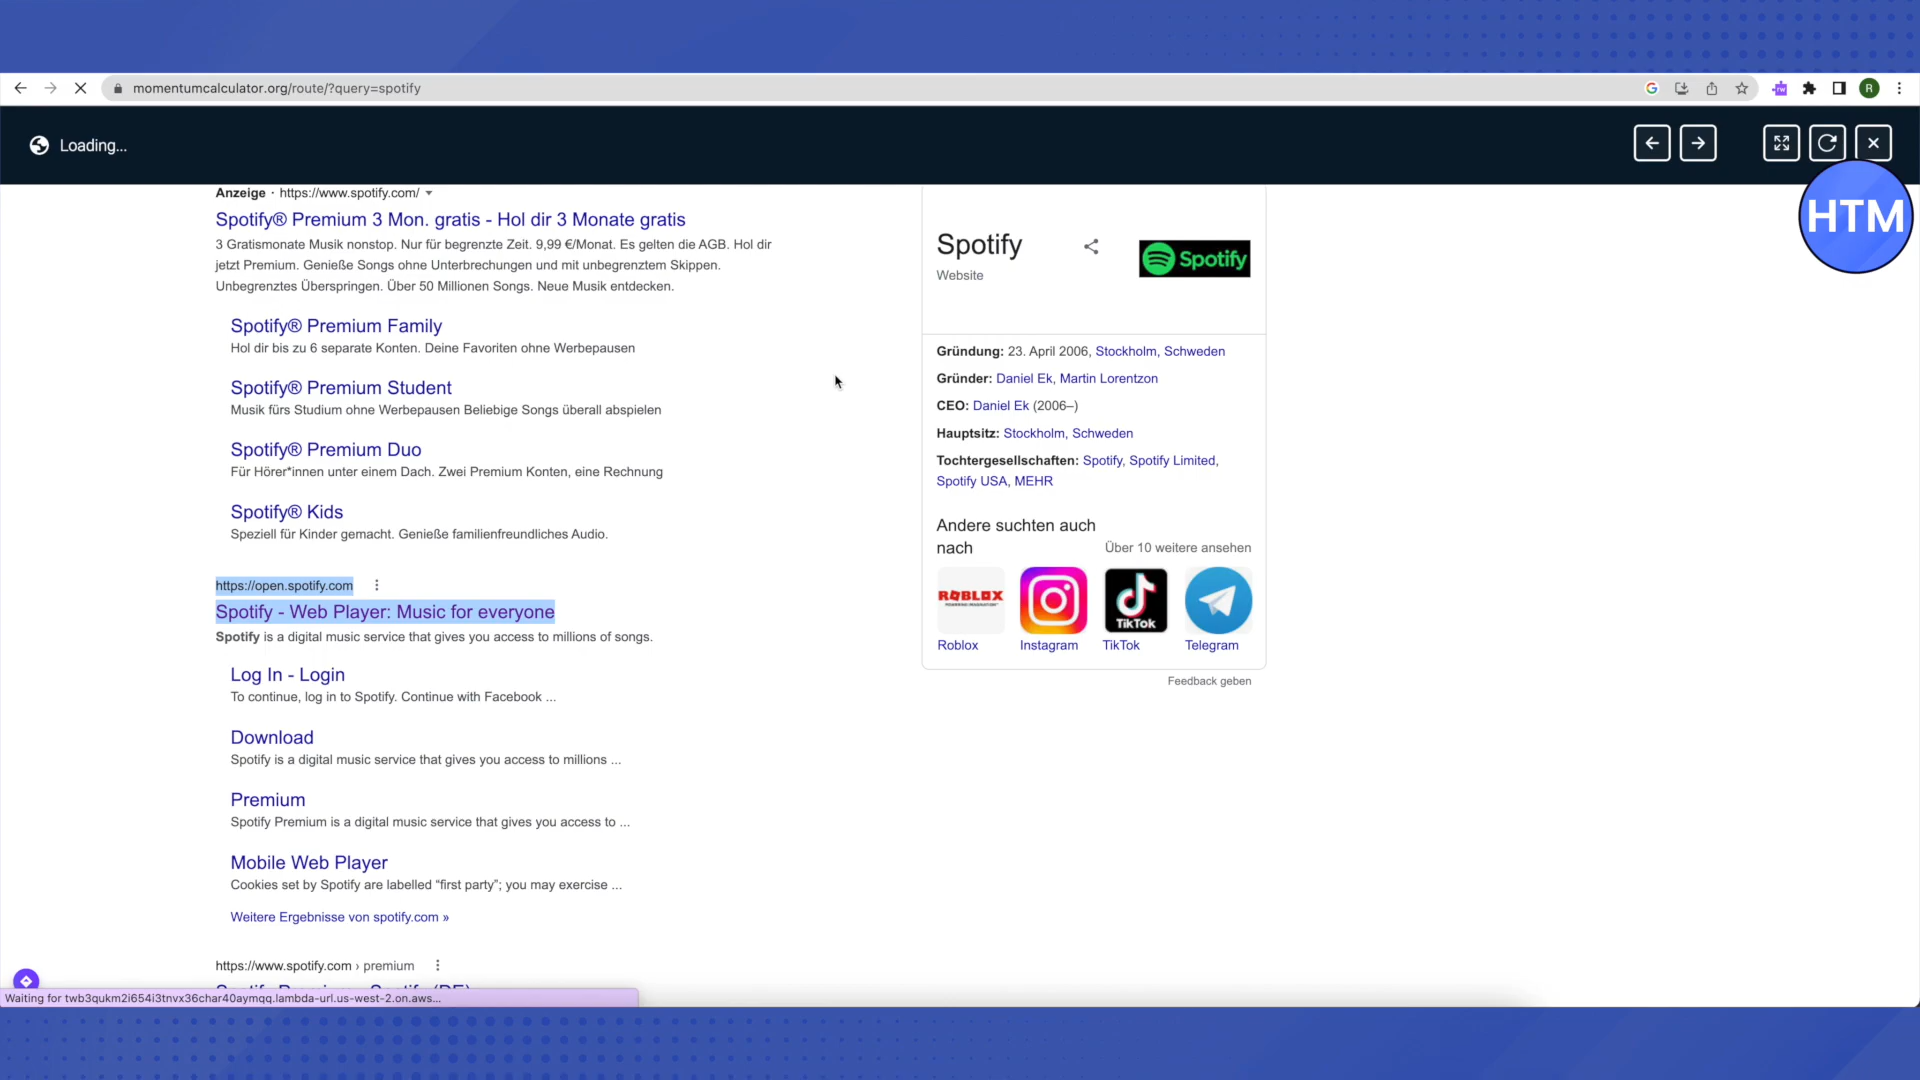 momentumcalculator.org/route/?query=spotify
R
Loading...
HTM
Anzeige · https://www.spotify.com/
Spotify® Premium 3 Mon. gratis - Hol dir 3 Monate gratis
3 Gratismonate Musik nonstop. Nur für begrenzte Zeit. 9,99 €/Monat. Es gelten die AGB. Hol dir
jetzt Premium. Genieße Songs ohne Unterbrechungen und mit unbegrenztem Skippen.
Unbegrenztes Überspringen. Über 50 Millionen Songs. Neue Musik entdecken.
Spotify® Premium Family
Hol dir bis zu 6 separate Konten. Deine Favoriten ohne Werbepausen
Spotify® Premium Student
Musik fürs Studium ohne Werbepausen Beliebige Songs überall abspielen
Spotify® Premium Duo
Für Hörer*innen unter einem Dach. Zwei Premium Konten, eine Rechnung
Spotify® Kids
Speziell für Kinder gemacht. Genieße familienfreundliches Audio.
https://open.spotify.com
Spotify - Web Player: Music for everyone
Spotify is a digital music service that gives you access to millions of songs.
Log In - Login
To continue, log in to Spotify. Continue with Facebook ...
Download
Spotify is a digital music service that gives you access to millions ...
Premium
Spotify Premium is a digital music service that gives you access to ...
Mobile Web Player
Cookies set by Spotify are labelled “first party”; you may exercise ...
Weitere Ergebnisse von spotify.com »
https://www.spotify.com › premium
Spotify Premium - Spotify (DE)
Waiting for twb3qukm2i654i3tnvx36char40aymqq.lambda-url.us-west-2.on.aws...
Spotify
Website
Spotify
Gründung: 23. April 2006, Stockholm, Schweden
Gründer: Daniel Ek, Martin Lorentzon
CEO: Daniel Ek (2006–)
Hauptsitz: Stockholm, Schweden
Tochtergesellschaften: Spotify, Spotify Limited,
Spotify USA, MEHR
Andere suchten auch
nach
Über 10 weitere ansehen
ROBLOX
TikTok
Roblox
Instagram
TikTok
Telegram
Feedback geben